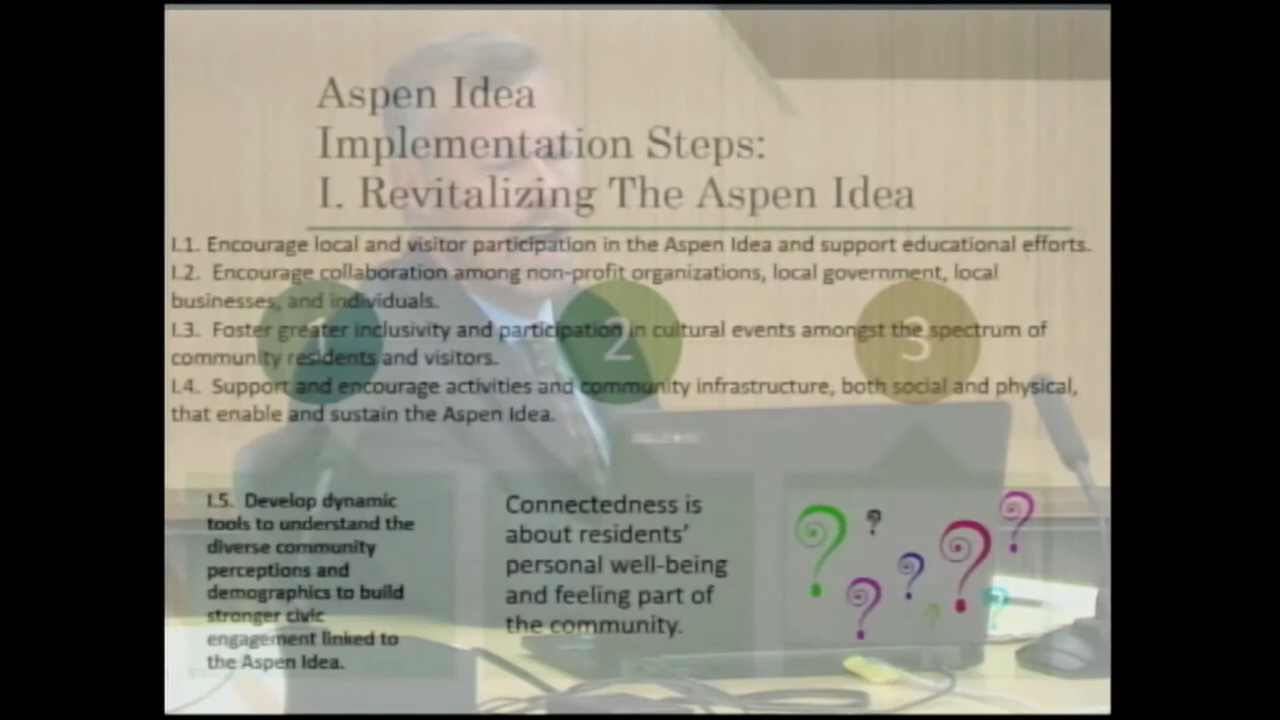 Aspen Idea
Implementation Steps:
I. Revitalizing The Aspen Idea
I.1. Encourage local and visitor participation in the Aspen Idea and support educational efforts.
I.2. Encourage collaboration among non-profit organizations, local government, local
businesses, and individuals.
I.3. Foster greater inclusivity and participation in cultural events amongst the spectrum of
community residents and visitors.
I.4. Support and encourage activities and community infrastructure, both social and physical,
that enable and sustain the Aspen Idea.
1
2
3
I.5. Develop dynamic
tools to understand the
diverse community
perceptions and
demographics to build
stronger civic
engagement linked to
the Aspen Idea.
Connectedness is
about residents'
personal well-being
and feeling part of
the community.
? ? ? ? ? ? ? ?